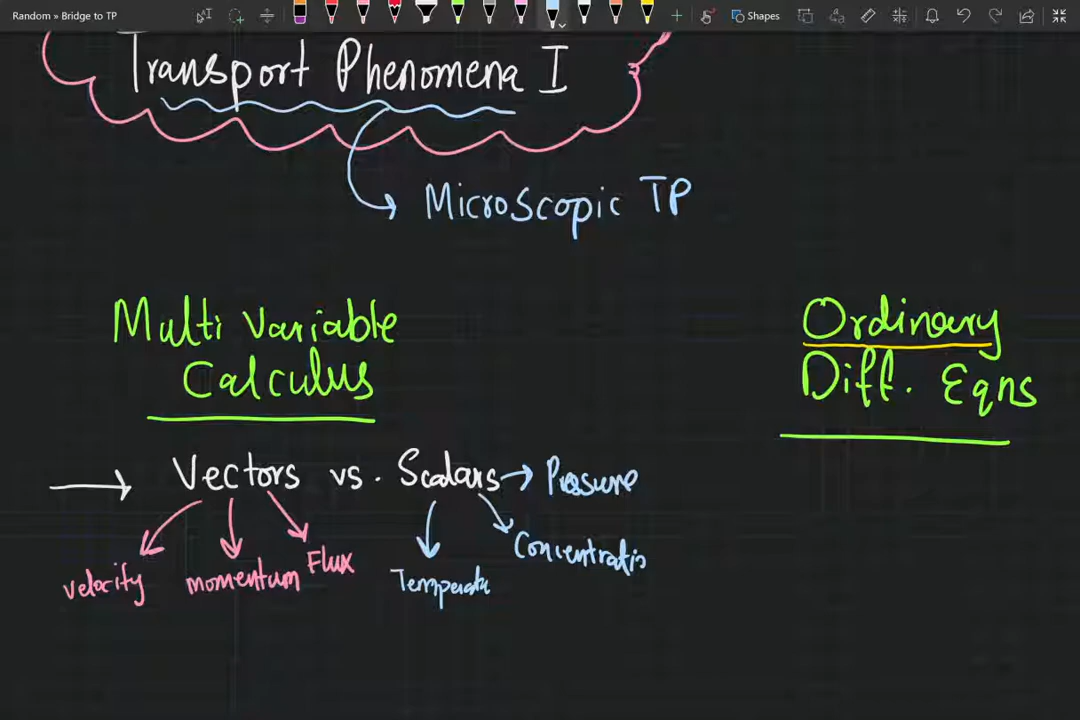 Random » Bridge to TP
Shapes
Transport Phenomena I
Microscopic TP
Multi Variable
Calculus
Ordinary
Diff. Eqns
Vectors vs. Scalars → Pressure
velocity momentum Flux
Temperatu Concentratio